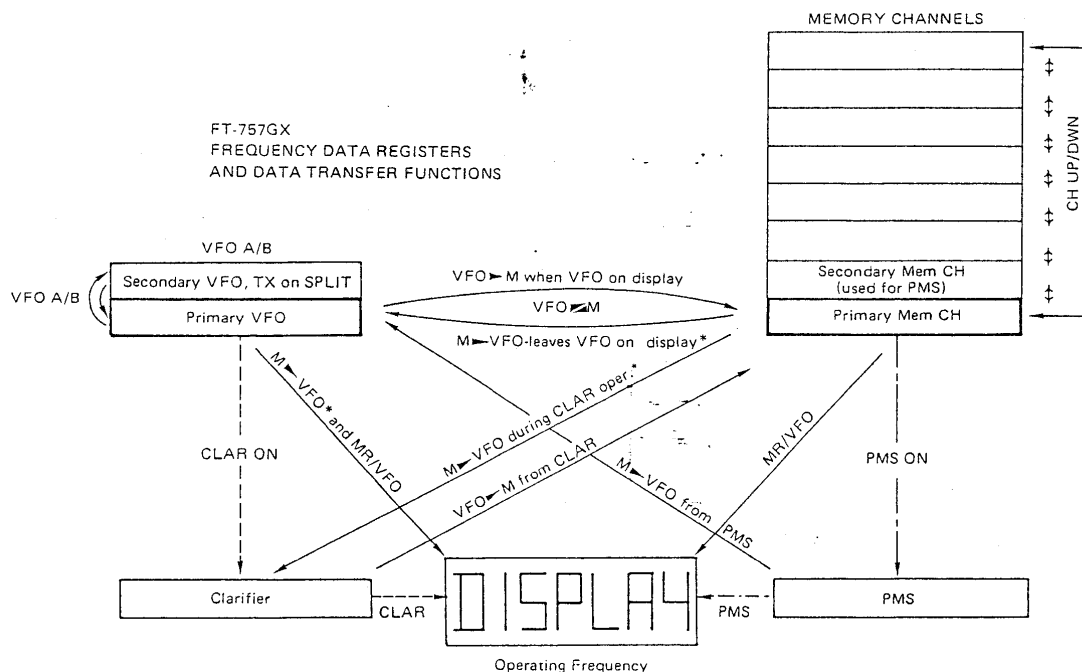 MEMORY CHANNELS
FT-757GX
FREQUENCY DATA REGISTERS
AND DATA TRANSFER FUNCTIONS
CH UP/DWN
VFO A/B
Secondary VFO, TX on SPLIT
VFO A/B
Primary VFO
VFO►M when VFO on display
VFO M
M►VFO-leaves VFO on display*
Secondary Mem CH
(used for PMS)
Primary Mem CH
M►VFO* and MR/VFO
M►VFO during CLAR oper.*
VFO►M from CLAR
M►VFO from PMS
MR/VFO
CLAR ON
PMS ON
Clarifier
CLAR
DISPLAY
PMS
PMS
Operating Frequency